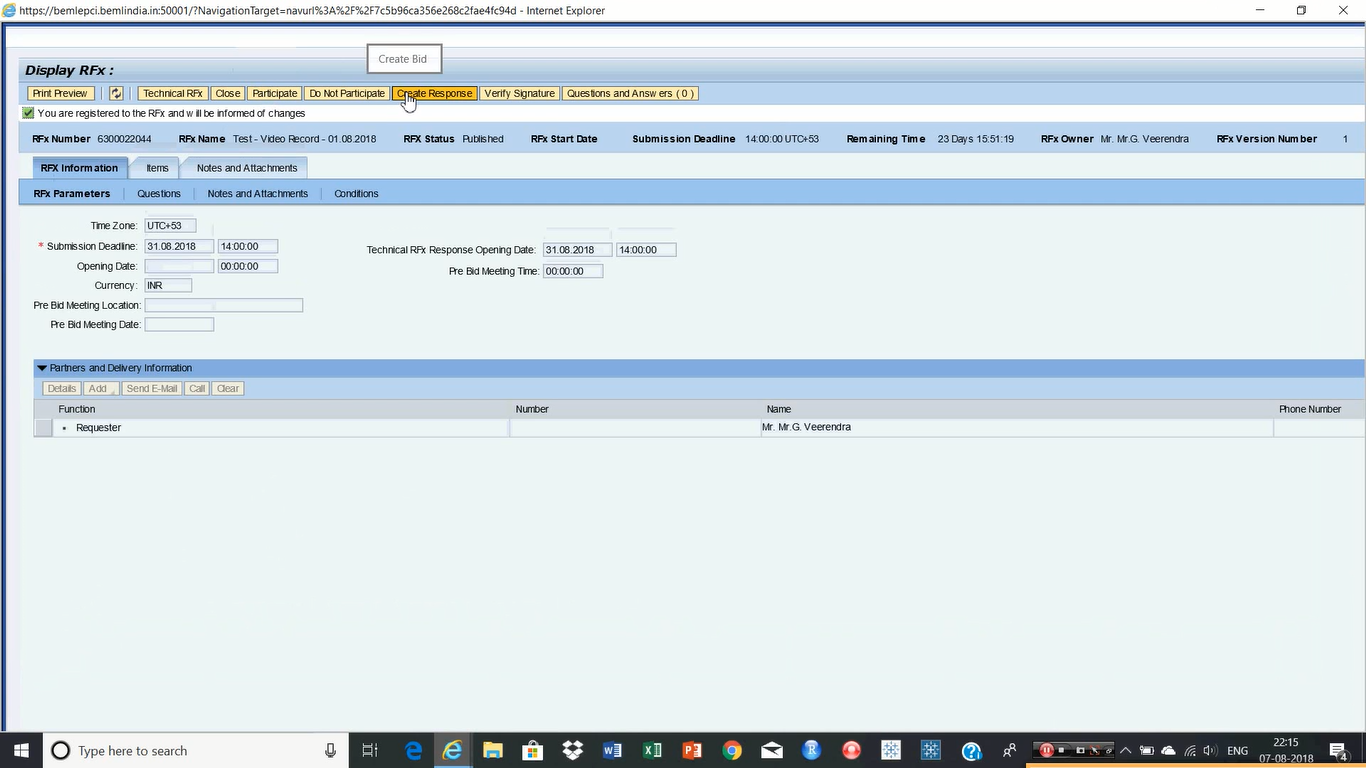 https://bemlepci.bemlindia.in:50001/?NavigationTarget=navurl%3A%2F%2F7c5b96ca356e268c2fae4fc94d - Internet Explorer
Create Bid
Display RFx :
Print Preview Technical RFx Close Participate Do Not Participate Create Response Verify Signature Questions and Answers ( 0 )
You are registered to the RFx and will be informed of changes
RFx Number 6300022044 RFx Name Test - Video Record - 01.08.2018 RFX Status Published RFx Start Date Submission Deadline 14:00:00 UTC+53 Remaining Time 23 Days 15:51:19 RFx Owner Mr. Mr.G. Veerendra RFx Version Number 1
RFX Information Items Notes and Attachments
RFx Parameters Questions Notes and Attachments Conditions
Time Zone: UTC+53
* Submission Deadline: 31.08.2018 14:00:00 Technical RFx Response Opening Date: 31.08.2018 14:00:00
Opening Date: 00:00:00 Pre Bid Meeting Time: 00:00:00
Currency: INR
Pre Bid Meeting Location:
Pre Bid Meeting Date:
Partners and Delivery Information
Details Add Send E-Mail Call Clear
Function Number Name Phone Number
Requester Mr. Mr.G. Veerendra
Type here to search ENG 22:15
07-08-2018 4